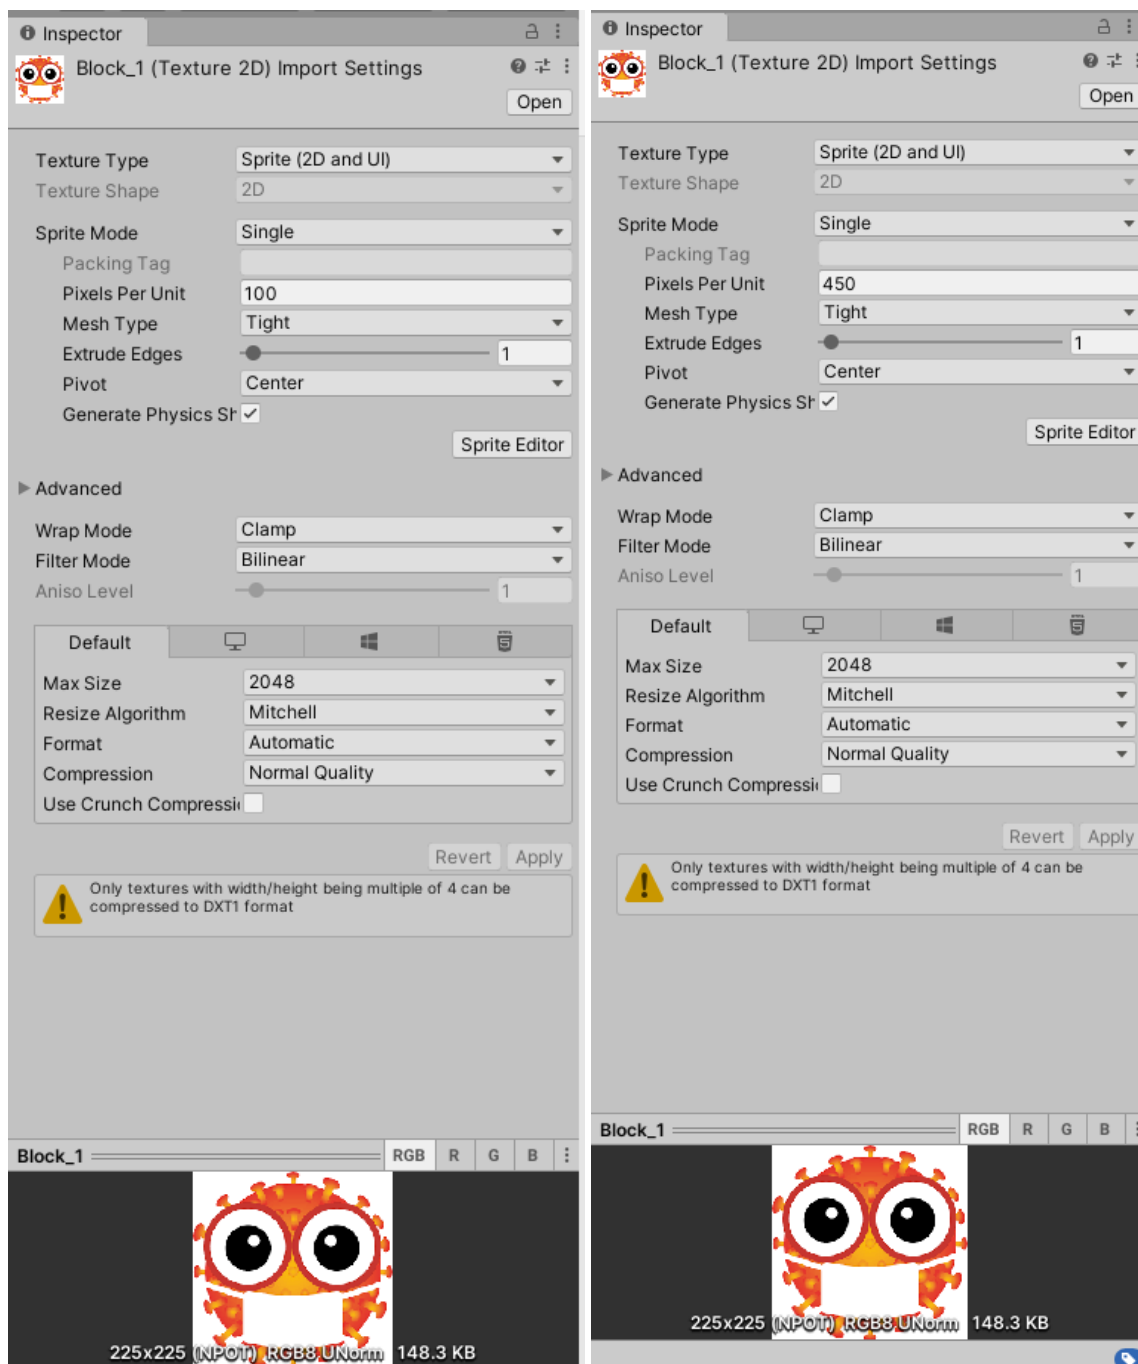 Inspector
Block_1 (Texture 2D) Import Settings
Open
Texture Type Sprite (2D and UI)
Texture Shape 2D
Sprite Mode Single
Packing Tag
Pixels Per Unit 100
Mesh Type Tight
Extrude Edges 1
Pivot Center
Generate Physics Sh
Sprite Editor
Advanced
Wrap Mode Clamp
Filter Mode Bilinear
Aniso Level 1
Default
Max Size 2048
Resize Algorithm Mitchell
Format Automatic
Compression Normal Quality
Use Crunch Compressi
Revert Apply
Only textures with width/height being multiple of 4 can be
compressed to DXT1 format
Block_1 RGB R G B
225x225 (NPOT) RGB8 UNorm 148.3 KB
Inspector
Block_1 (Texture 2D) Import Settings
Open
Texture Type Sprite (2D and UI)
Texture Shape 2D
Sprite Mode Single
Packing Tag
Pixels Per Unit 450
Mesh Type Tight
Extrude Edges 1
Pivot Center
Generate Physics Sh
Sprite Editor
Advanced
Wrap Mode Clamp
Filter Mode Bilinear
Aniso Level 1
Default
Max Size 2048
Resize Algorithm Mitchell
Format Automatic
Compression Normal Quality
Use Crunch Compressi
Revert Apply
Only textures with width/height being multiple of 4 can be
compressed to DXT1 format
Block_1 RGB R G B
225x225 (NPOT) RGB8 UNorm 148.3 KB